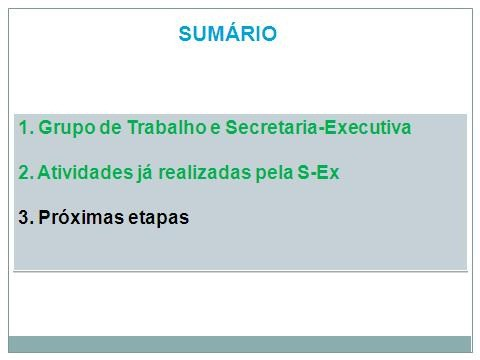 SUMÁRIO
1. Grupo de Trabalho e Secretaria-Executiva
2. Atividades já realizadas pela S-Ex
3. Próximas etapas